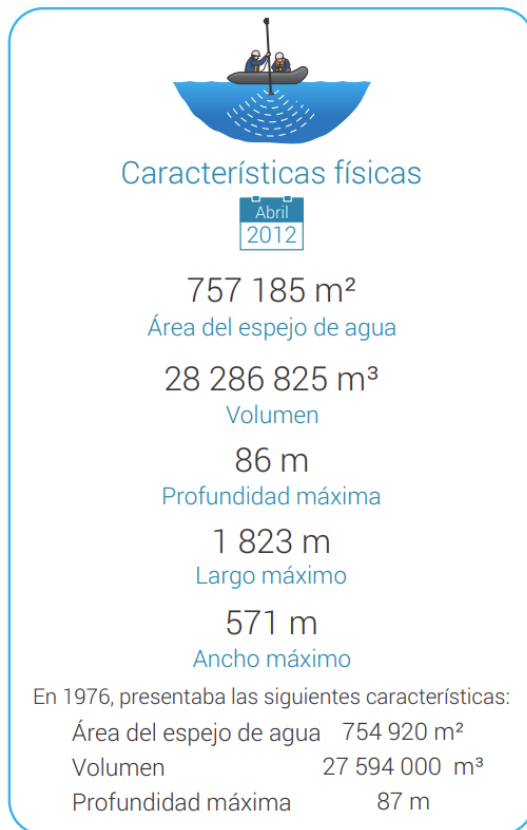 Características físicas
Abril
2012
757 185 m²
Área del espejo de agua
28 286 825 m³
Volumen
86 m
Profundidad máxima
1 823 m
Largo máximo
571 m
Ancho máximo
En 1976, presentaba las siguientes características:
Área del espejo de agua 754 920 m²
Volumen 27 594 000 m³
Profundidad máxima 87 m